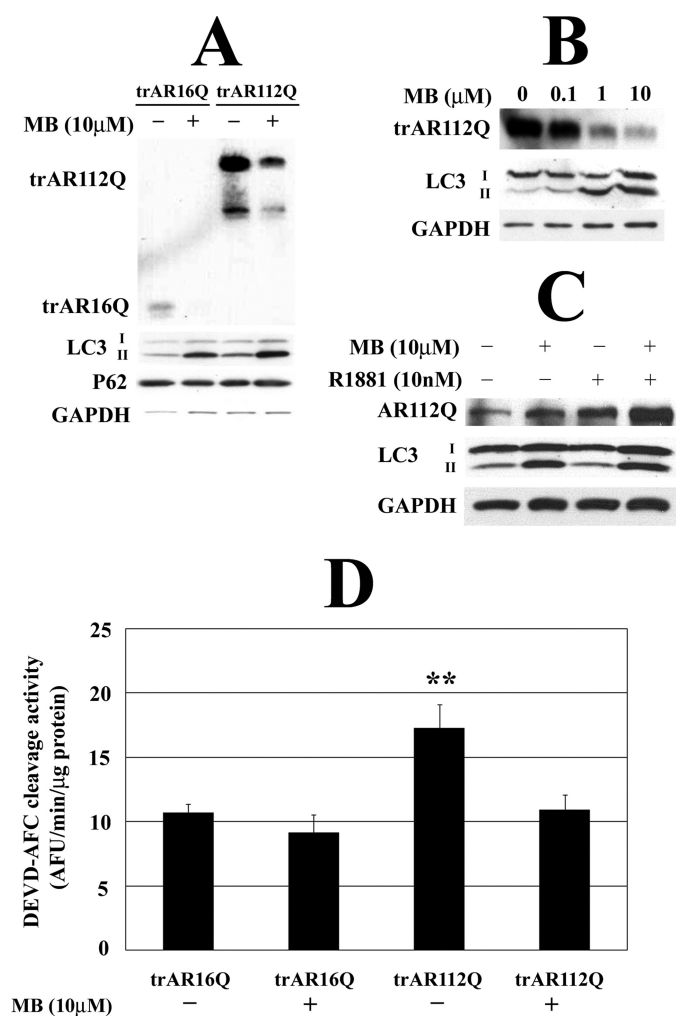 A
trAR16Q trAR112Q
MB (10μM) − + − +
trAR112Q
trAR16Q
LC3 I
II
P62
GAPDH
B
MB (μM) 0 0.1 1 10
trAR112Q
LC3 I
II
GAPDH
C
MB (10μM) − + − +
R1881 (10nM) − − + +
AR112Q
LC3 I
II
GAPDH
D
DEVD-AFC cleavage activity
(AFU/min/μg protein)
25
20
15
10
5
0
**
trAR16Q trAR16Q trAR112Q trAR112Q
MB (10μM) − + − +